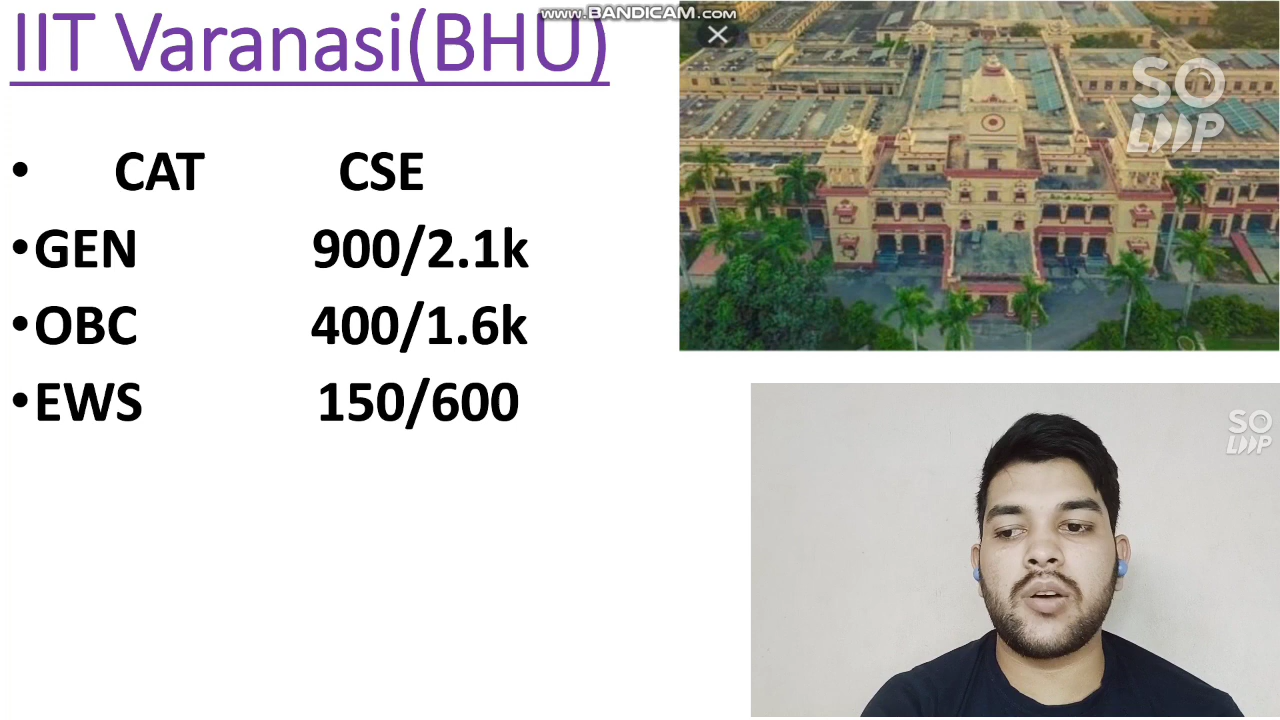 www.BANDICAM.com
IIT Varanasi(BHU)
• CAT CSE
•GEN 900/2.1k
•OBC 400/1.6k
•EWS 150/600
SO
LOOP
SO
LOOP